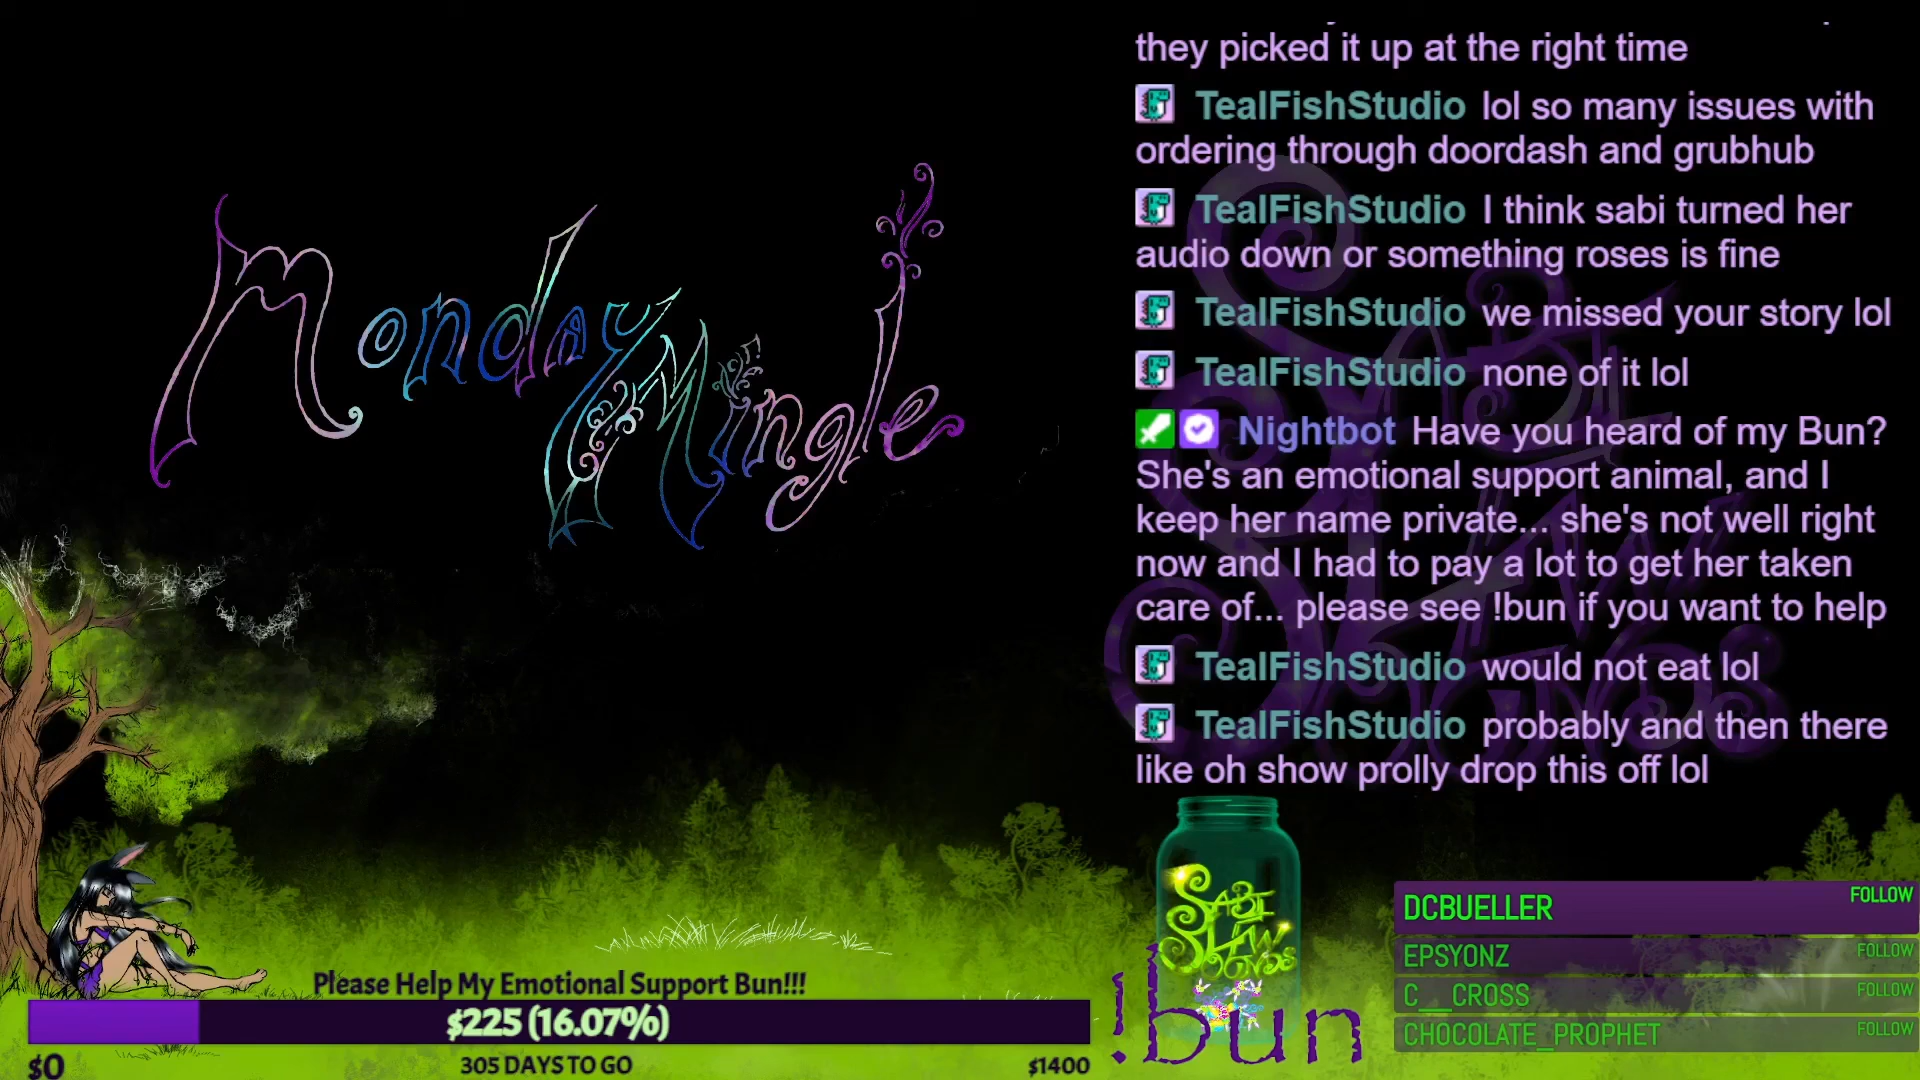 Monday
Mingle
they picked it up at the right time
TealFishStudio lol so many issues with
ordering through doordash and grubhub
TealFishStudio I think sabi turned her
audio down or something roses is fine
TealFishStudio we missed your story lol
TealFishStudio none of it lol
Nightbot Have you heard of my Bun?
She's an emotional support animal, and I
keep her name private... she's not well right
now and I had to pay a lot to get her taken
care of... please see !bun if you want to help
TealFishStudio would not eat lol
TealFishStudio probably and then there
like oh show prolly drop this off lol
!bun
DCBUELLER FOLLOW
EPSYONZ FOLLOW
C__CROSS FOLLOW
CHOCOLATE_PROPHET FOLLOW
Please Help My Emotional Support Bun!!!
$225 (16.07%)
$0 305 DAYS TO GO $1400